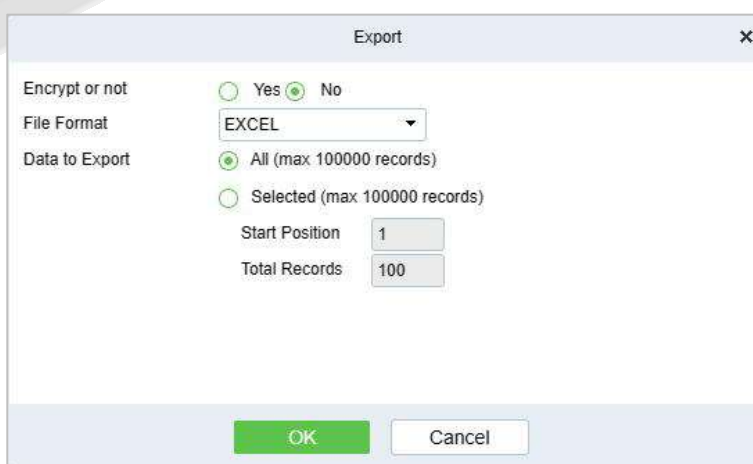 Export
Encrypt or not Yes No
File Format EXCEL
Data to Export All (max 100000 records)
Selected (max 100000 records)
Start Position 1
Total Records 100
OK Cancel